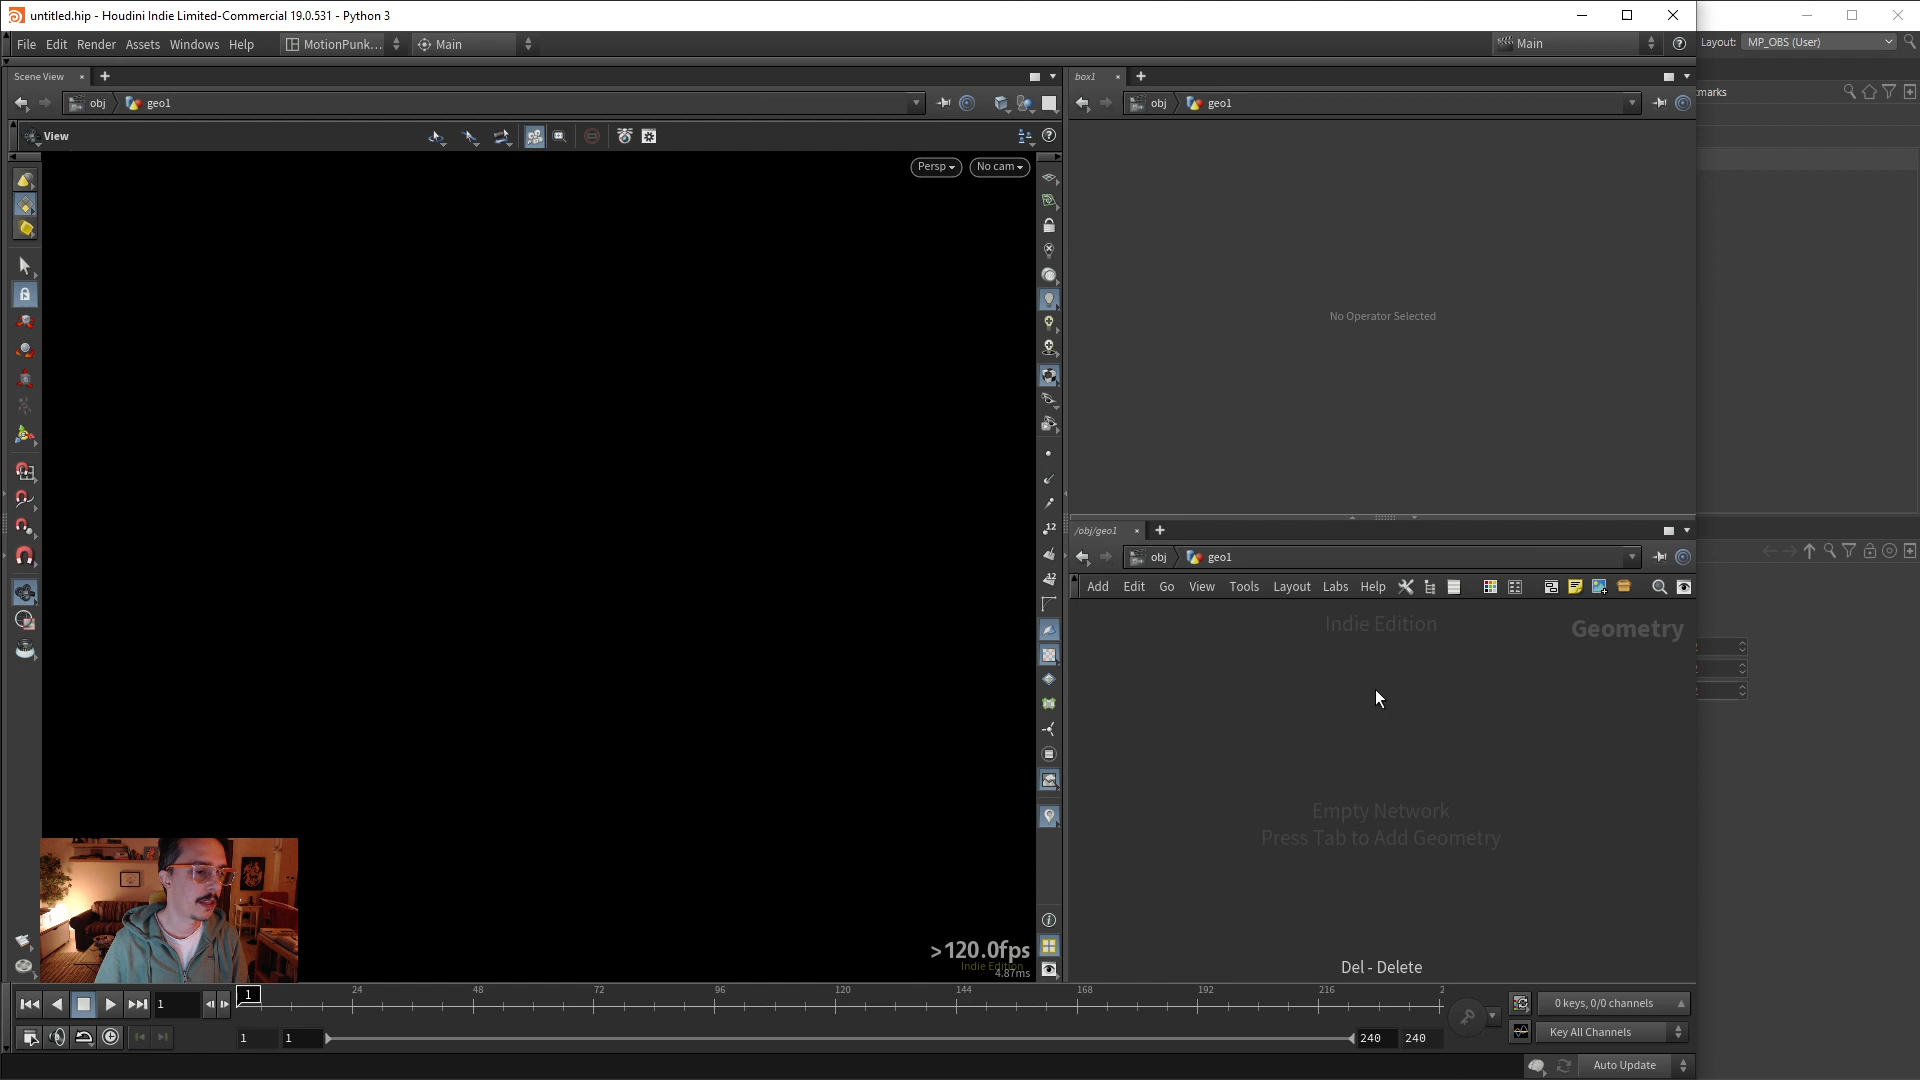 untitled.hip - Houdini Indie Limited-Commercial 19.0.531 - Python 3
File Edit Render Assets Windows Help MotionPunk... Main Main
Layout: MP_OBS (User)
Scene View
box1
obj geo1
obj geo1
marks
View
Persp No cam
No Operator Selected
12
12
/obj/geo1
obj geo1
Add Edit Go View Tools Layout Labs Help
Indie Edition
Geometry
Empty Network
Press Tab to Add Geometry
>120.0fps
Indie Edition
4.87ms
Del - Delete
1 1 24 48 72 96 120 144 168 192 216 2
0 keys, 0/0 channels
1 1 240 240
Key All Channels
Auto Update